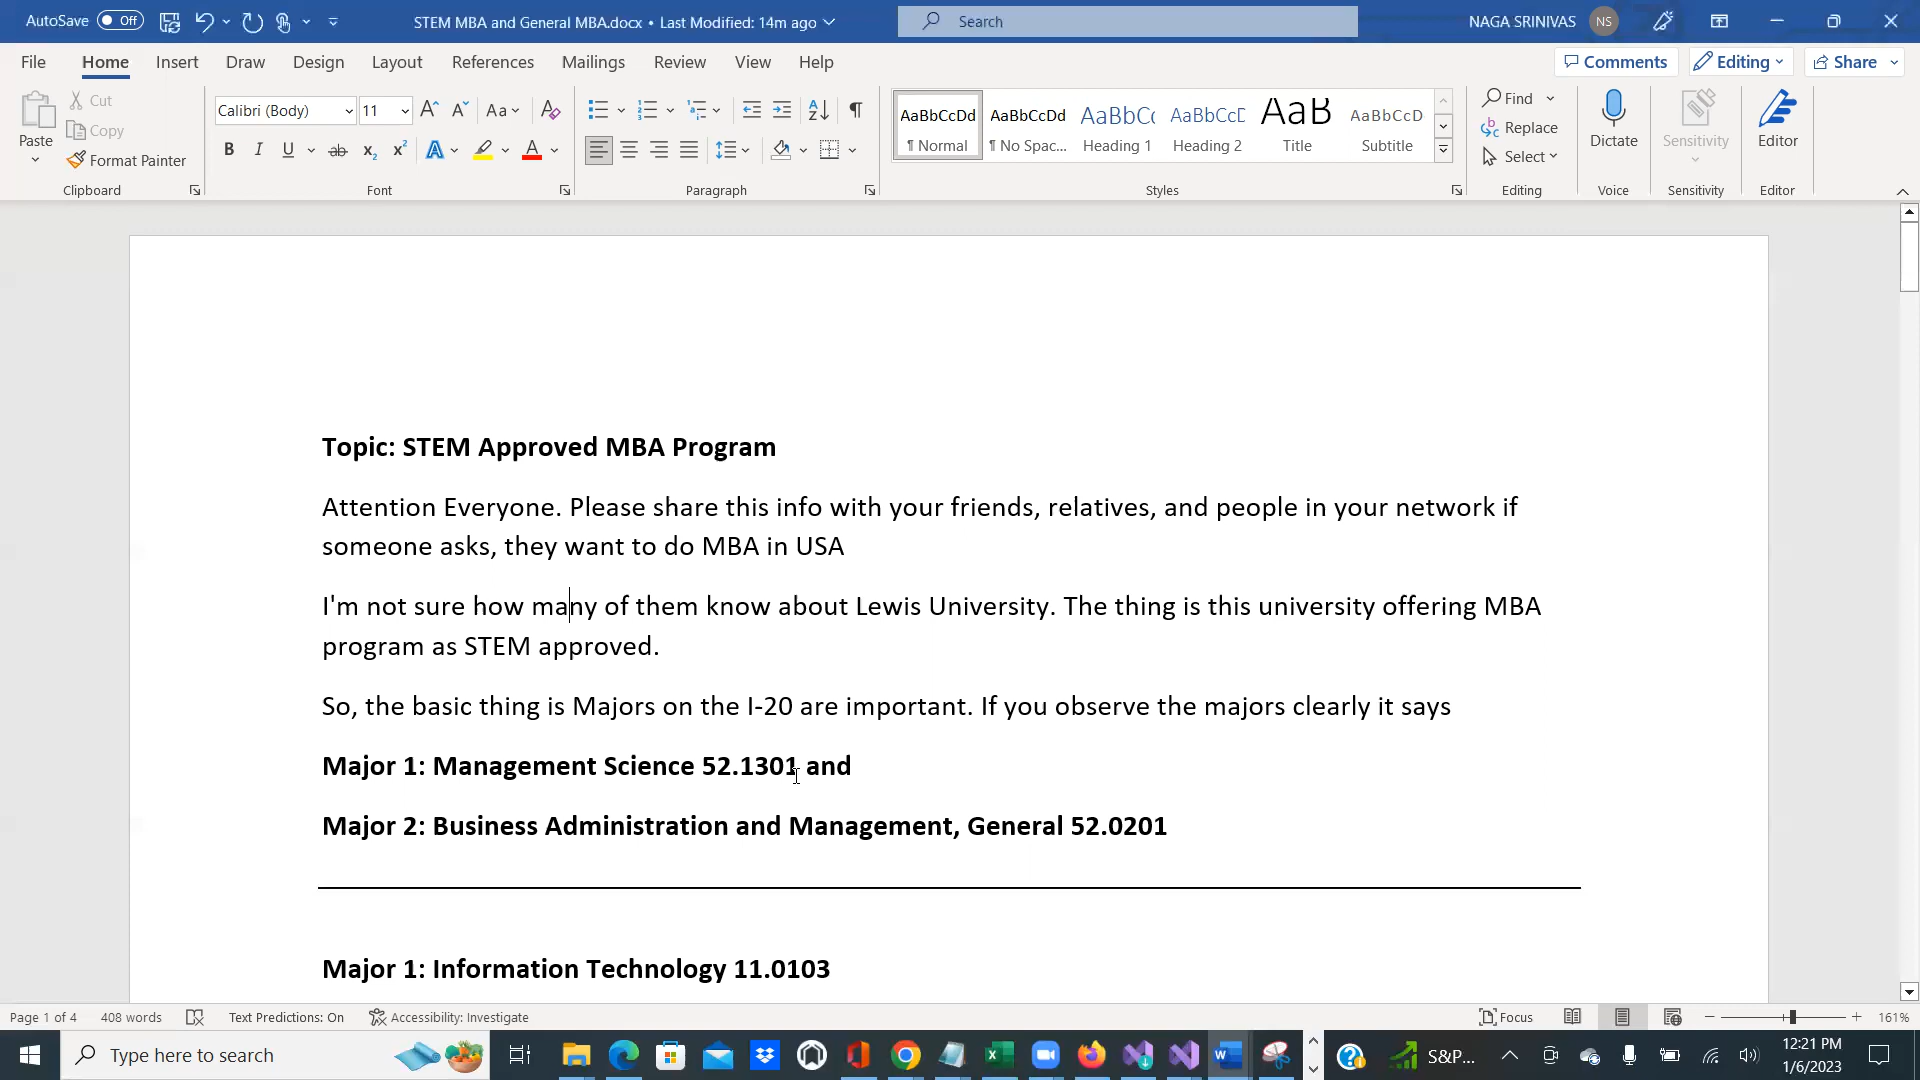 AutoSave Off STEM MBA and General MBA.docx • Last Modified: 14m ago Search NAGA SRINIVAS NS
File Home Insert Draw Design Layout References Mailings Review View Help Comments Editing Share
Paste Cut
Copy
Format Painter
Clipboard
Calibri (Body) 11
Font
Paragraph
AaBbCcDd AaBbCcDd AaBbCc AaBbCcD AaB AaBbCcD
¶ Normal ¶ No Spac... Heading 1 Heading 2 Title Subtitle
Styles
Find
Replace
Select
Editing
Dictate
Voice
Sensitivity
Sensitivity
Editor
Editor
Topic: STEM Approved MBA Program
Attention Everyone. Please share this info with your friends, relatives, and people in your network if
someone asks, they want to do MBA in USA
I'm not sure how many of them know about Lewis University. The thing is this university offering MBA
program as STEM approved.
So, the basic thing is Majors on the I-20 are important. If you observe the majors clearly it says
Major 1: Management Science 52.1301 and
Major 2: Business Administration and Management, General 52.0201
Major 1: Information Technology 11.0103
Page 1 of 4 408 words Text Predictions: On Accessibility: Investigate Focus 161%
Type here to search S&P... 12:21 PM
1/6/2023